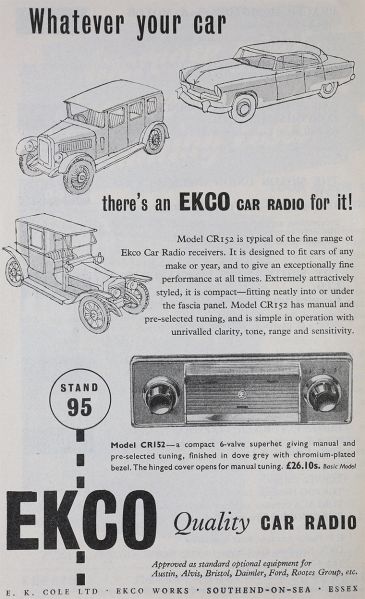 Whatever your car
there's an EKCO CAR RADIO for it!
Model CR152 is typical of the fine range of
Ekco Car Radio receivers. It is designed to fit cars of any
make or year, and to give an exceptionally fine
performance at all times. Extremely attractively
styled, it is compact—fitting neatly into or under
the fascia panel. Model CR152 has manual and
pre-selected tuning, and is simple in operation with
unrivalled clarity, tone, range and sensitivity.
STAND
95
Model CR152—a compact 6-valve superhet giving manual and
pre-selected tuning, finished in dove grey with chromium-plated
bezel. The hinged cover opens for manual tuning. £26.10s. Basic Model
EKCO Quality CAR RADIO
Approved as standard optional equipment for
Austin, Alvis, Bristol, Daimler, Ford, Rootes Group, etc.
E. K. COLE LTD · EKCO WORKS · SOUTHEND-ON-SEA · ESSEX